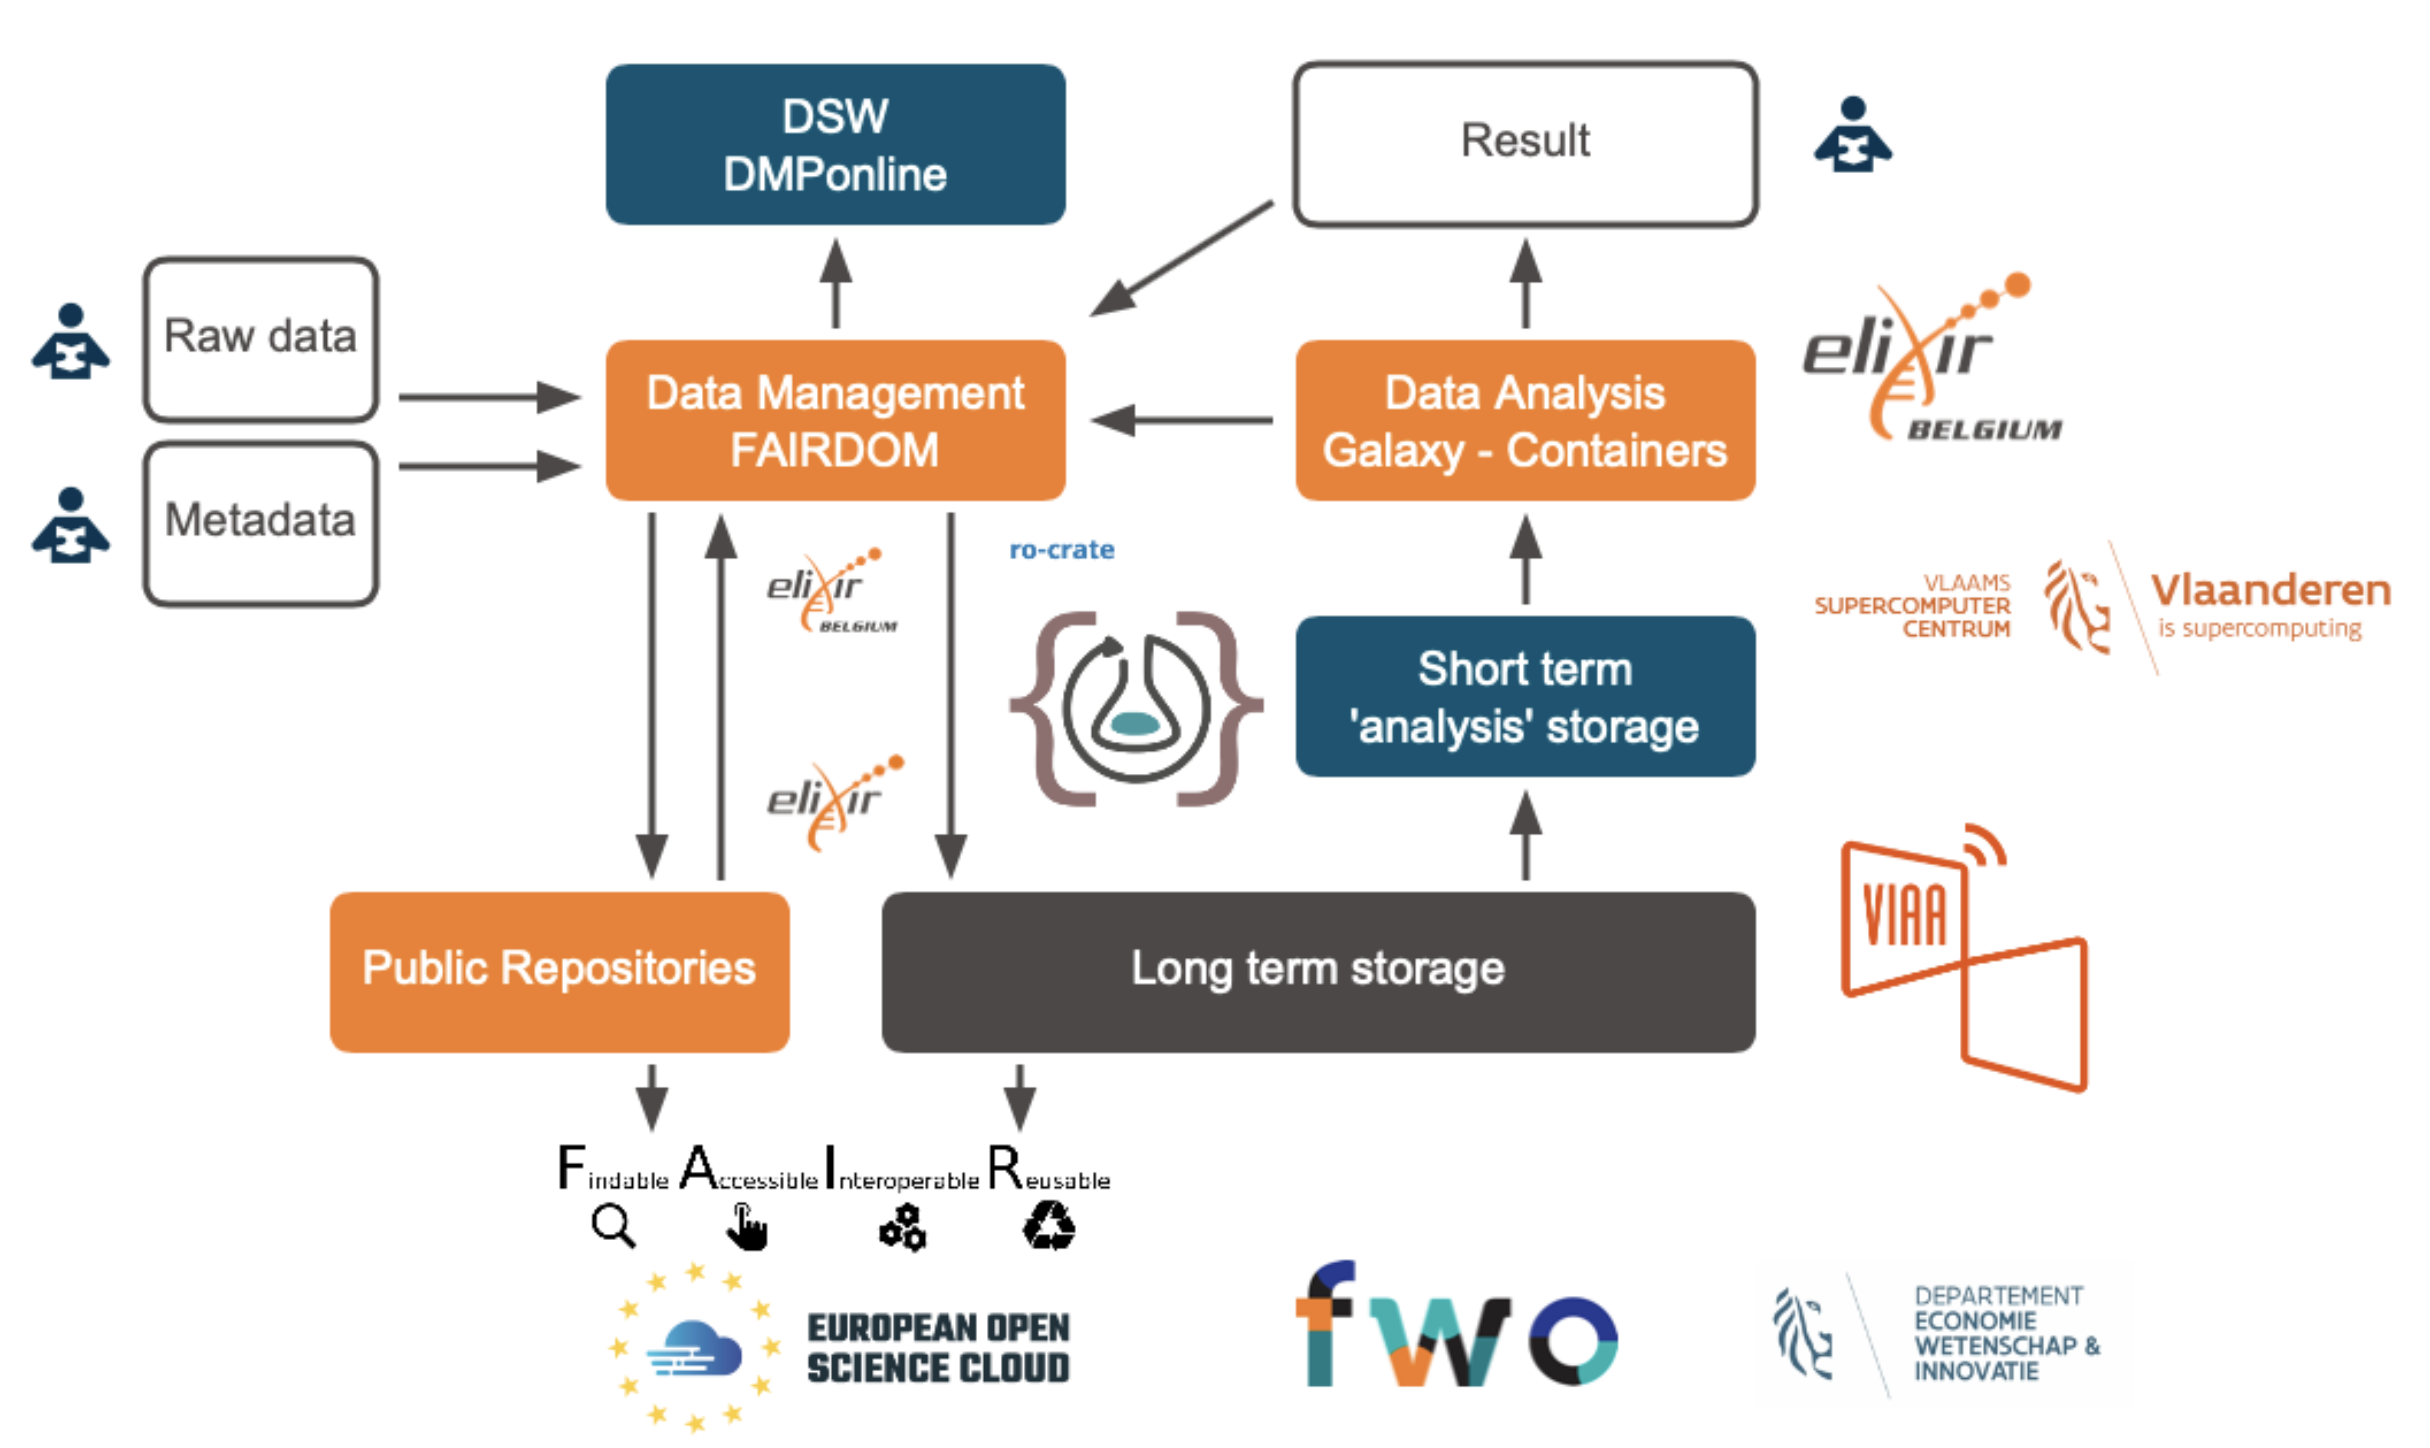 DSW
DMPonline
Result
Raw data
Metadata
Data Management
FAIRDOM
Data Analysis
Galaxy - Containers
elixir
BELGIUM
elixir
BELGIUM
ro-crate
VLAAMS
SUPERCOMPUTER
CENTRUM
Vlaanderen
is supercomputing
Short term
'analysis' storage
elixir
Public Repositories
Long term storage
VIAA
Findable Accessible Interoperable Reusable
EUROPEAN OPEN
SCIENCE CLOUD
fwo
DEPARTEMENT
ECONOMIE
WETENSCHAP &
INNOVATIE